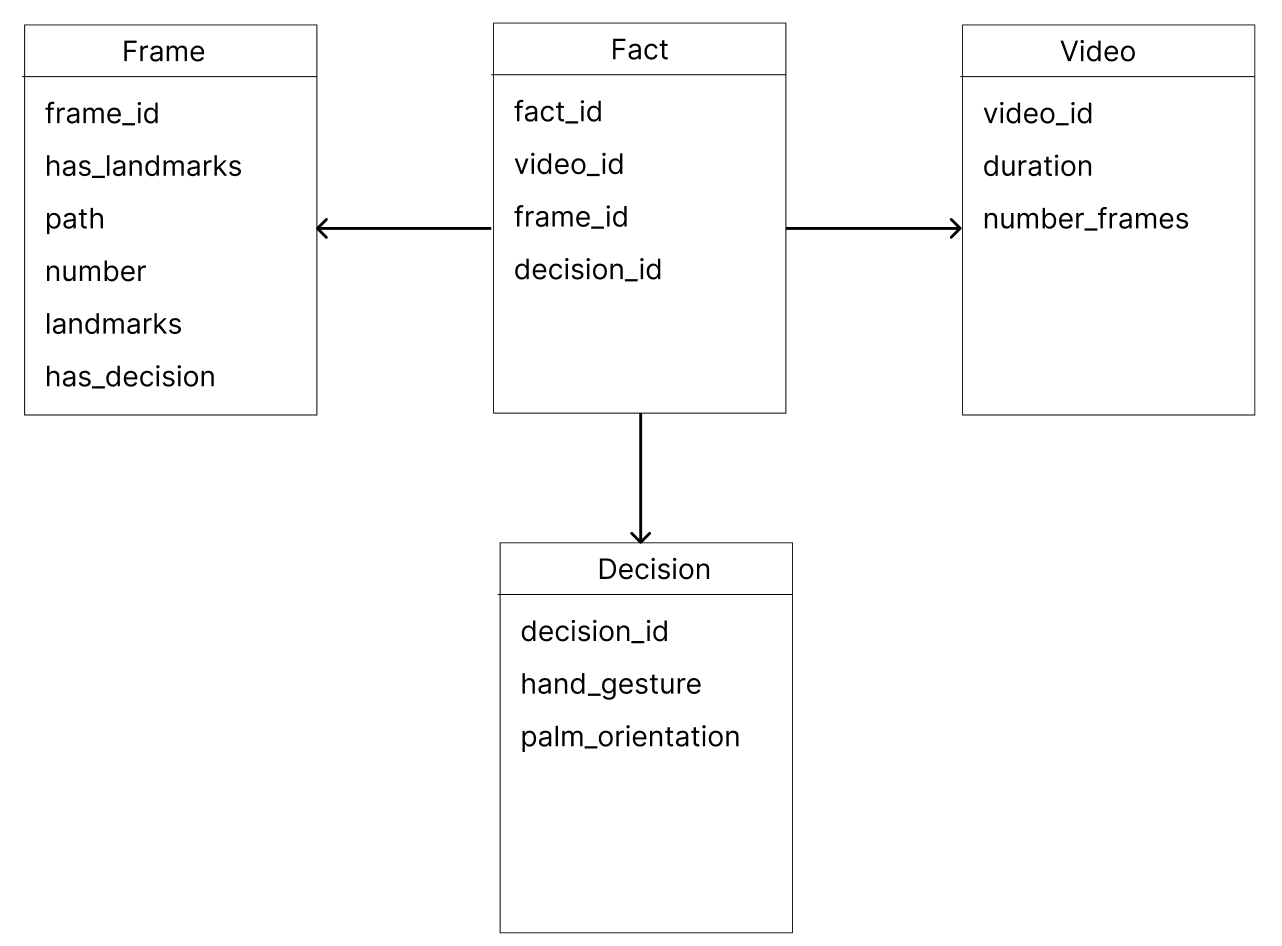 Frame
frame_id
has_landmarks
path
number
landmarks
has_decision
Fact
fact_id
video_id
frame_id
decision_id
Video
video_id
duration
number_frames
Decision
decision_id
hand_gesture
palm_orientation